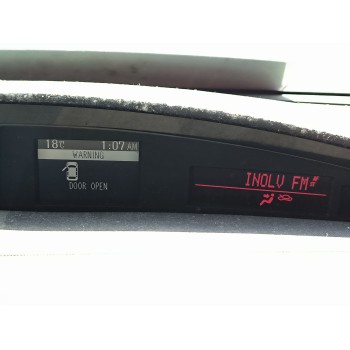 18℃ 1:07 AM
WARNING
DOOR OPEN
INOLV FM